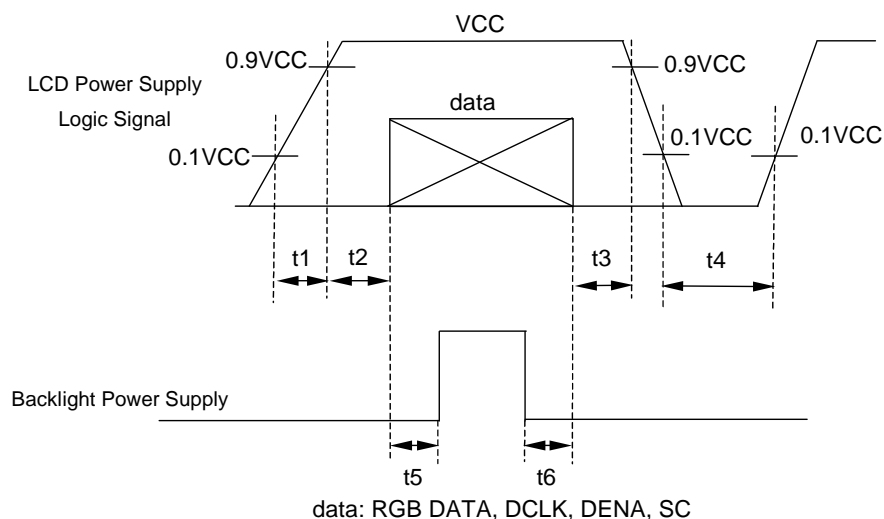 VCC
0.9VCC
0.9VCC
LCD Power Supply
Logic Signal
data
0.1VCC
0.1VCC
0.1VCC
t1
t2
t3
t4
Backlight Power Supply
t5
t6
data: RGB DATA, DCLK, DENA, SC